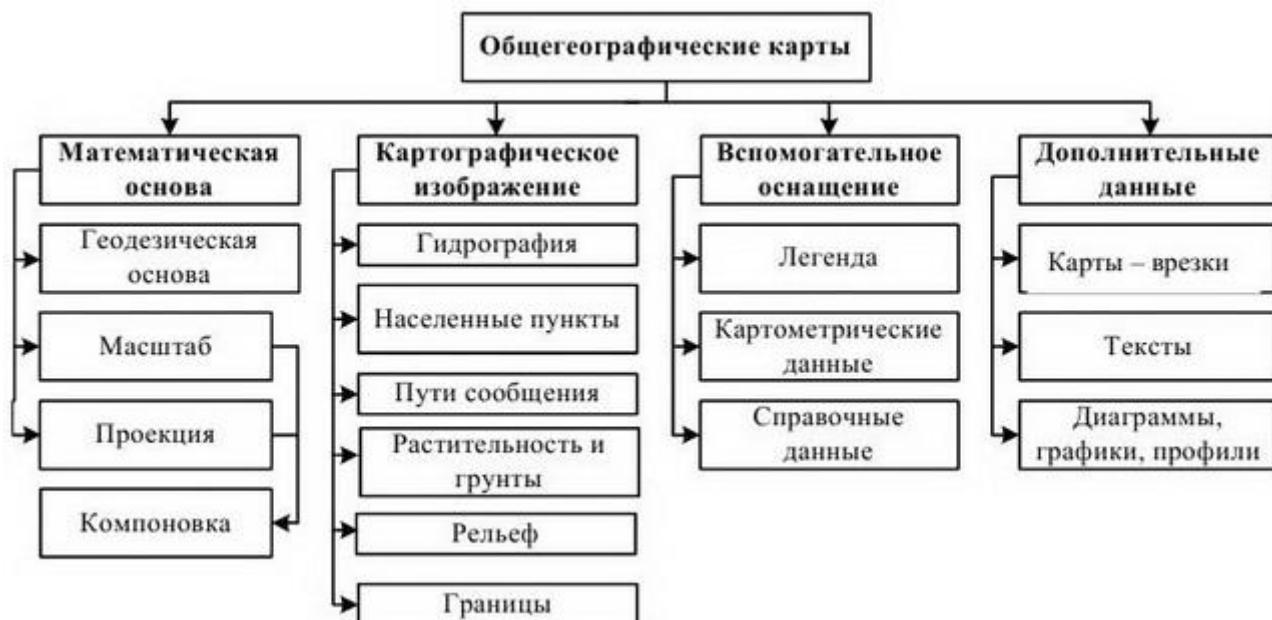 Общегеографические карты
Математическая
основа
Геодезическая
основа
Масштаб
Проекция
Компоновка
Картографическое
изображение
Гидрография
Населенные пункты
Пути сообщения
Растительность и
грунты
Рельеф
Границы
Вспомогательное
оснащение
Легенда
Картометрические
данные
Справочные
данные
Дополнительные
данные
Карты – врезки
Тексты
Диаграммы,
графики, профили